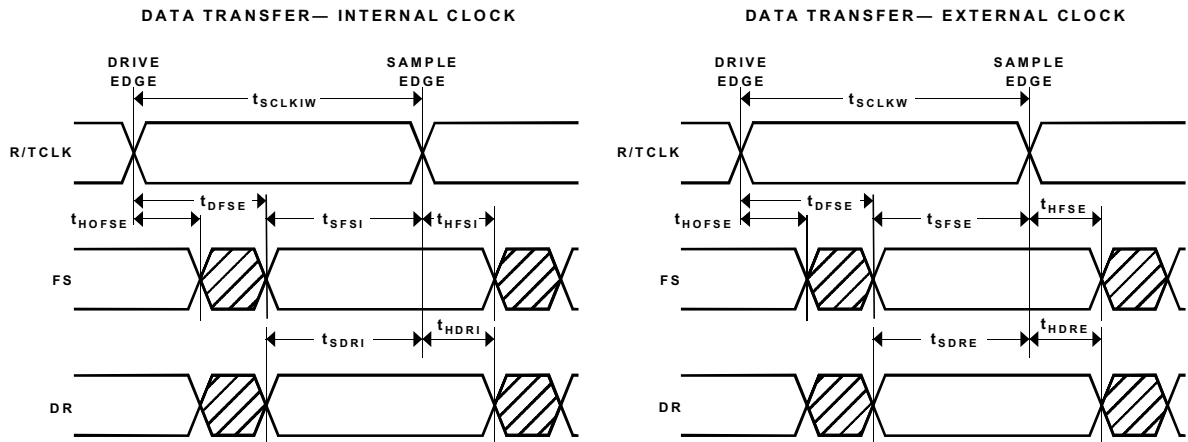 DATA TRANSFER— INTERNAL CLOCK
DRIVE EDGE
SAMPLE EDGE
tSCLKIW
R/TCLK
tDFSE
tHOFSE
tSFSI
tHFSI
FS
tSDRI
tHDRI
DR
DATA TRANSFER— EXTERNAL CLOCK
DRIVE EDGE
SAMPLE EDGE
tSCLKW
R/TCLK
tDFSE
tHOFSE
tSFSE
tHFSE
FS
tSDRE
tHDRE
DR